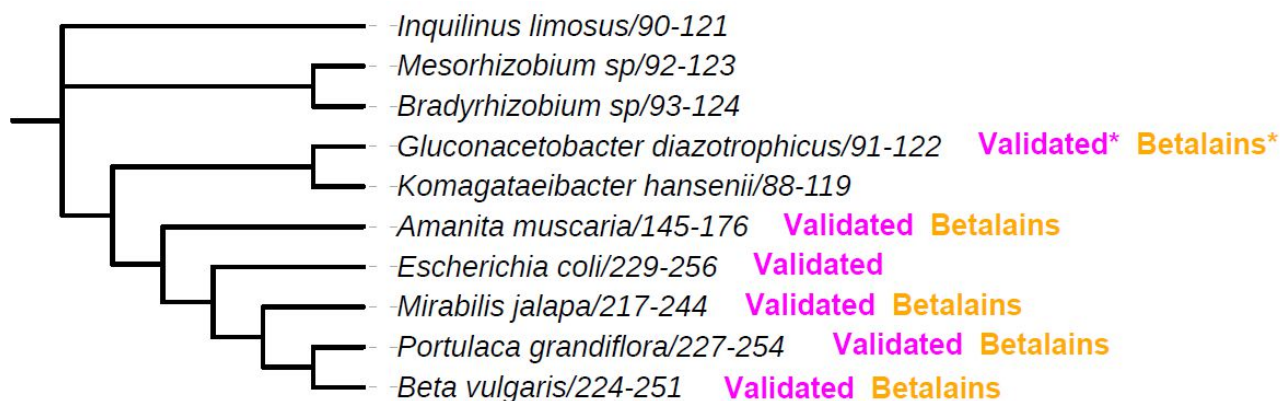 Inquilinus limosus/90-121
Mesorhizobium sp/92-123
Bradyrhizobium sp/93-124
Gluconacetobacter diazotrophicus/91-122 Validated* Betalains*
Komagataeibacter hansenii/88-119
Amanita muscaria/145-176 Validated Betalains
Escherichia coli/229-256 Validated
Mirabilis jalapa/217-244 Validated Betalains
Portulaca grandiflora/227-254 Validated Betalains
Beta vulgaris/224-251 Validated Betalains